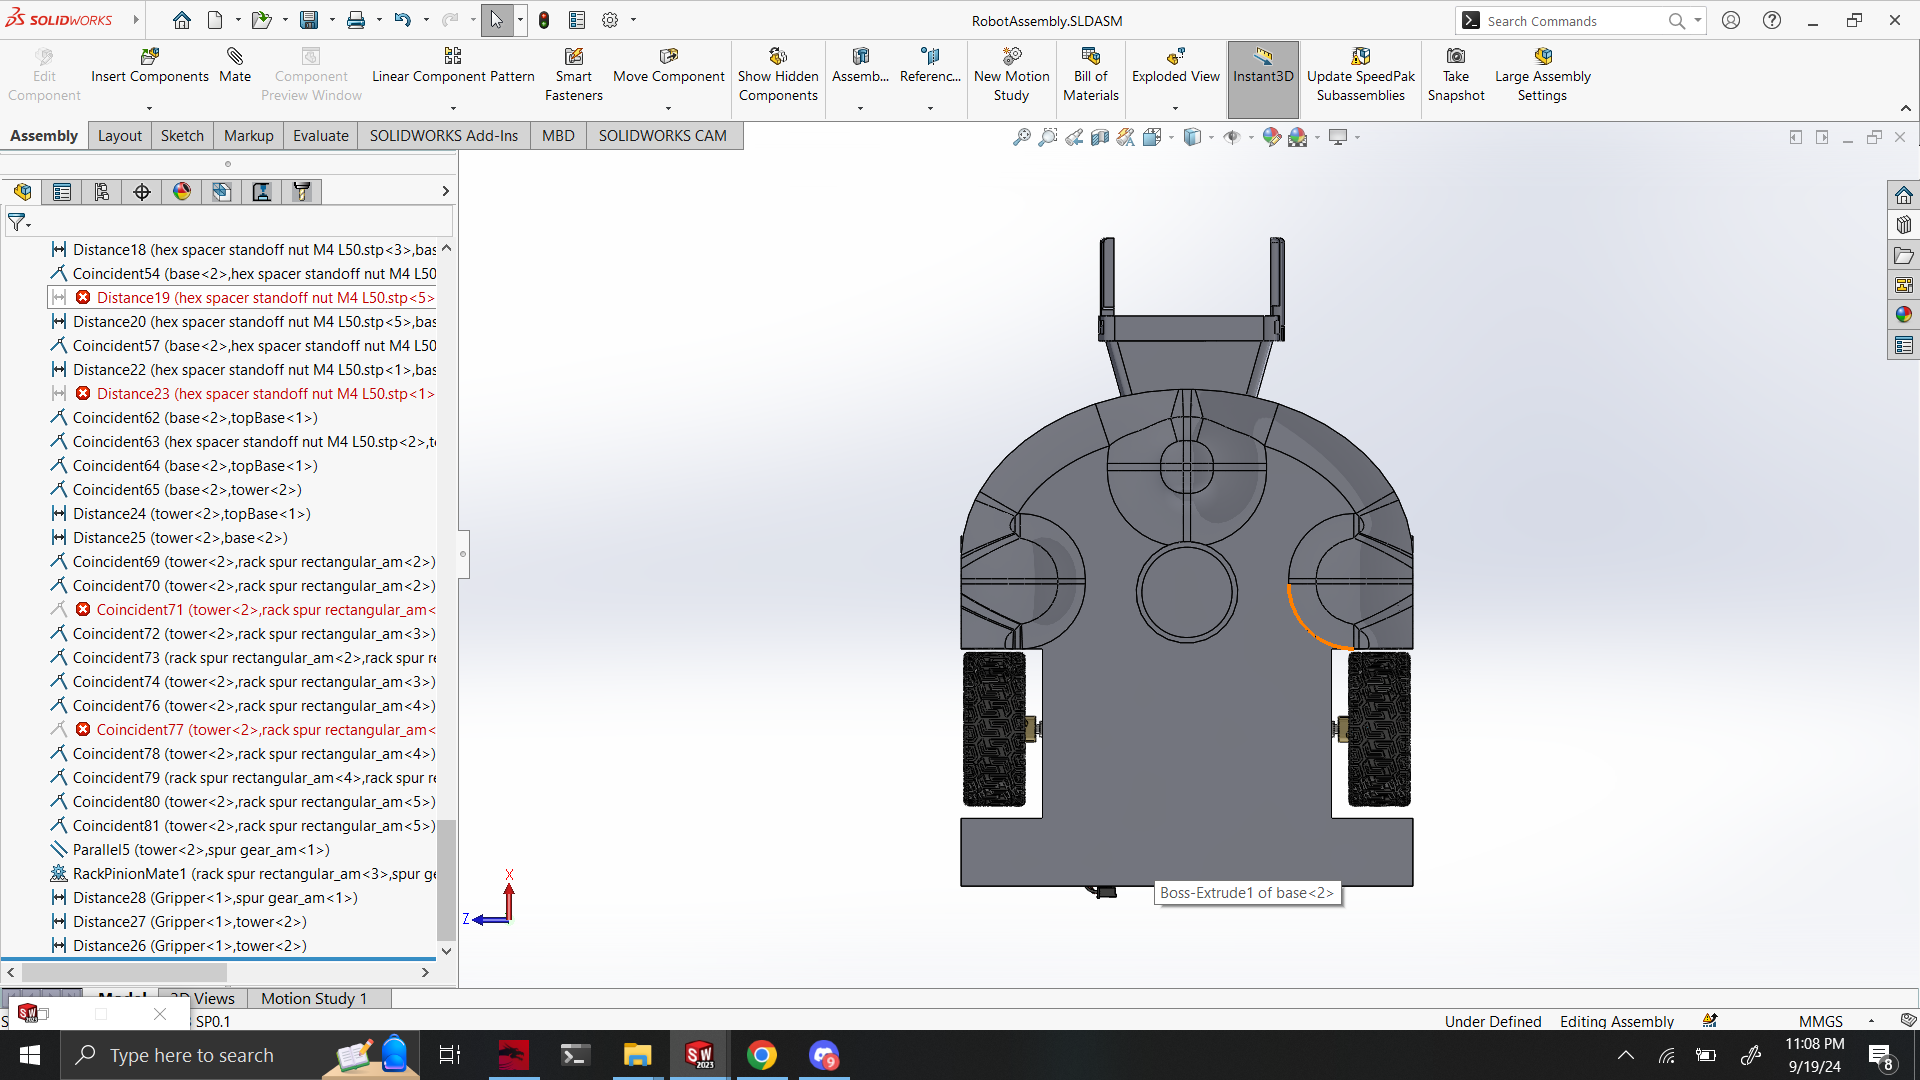 SOLIDWORKS
RobotAssembly.SLDASM
Search Commands
Edit Component
Insert Components
Mate
Component Preview Window
Linear Component Pattern
Smart Fasteners
Move Component
Show Hidden Components
Assemb...
Referenc...
New Motion Study
Bill of Materials
Exploded View
Instant3D
Update SpeedPak Subassemblies
Take Snapshot
Large Assembly Settings
Assembly
Layout
Sketch
Markup
Evaluate
SOLIDWORKS Add-Ins
MBD
SOLIDWORKS CAM
Distance18 (hex spacer standoff nut M4 L50.stp<3>,bas
Coincident54 (base<2>,hex spacer standoff nut M4 L50
Distance19 (hex spacer standoff nut M4 L50.stp<5>
Distance20 (hex spacer standoff nut M4 L50.stp<5>,bas
Coincident57 (base<2>,hex spacer standoff nut M4 L50
Distance22 (hex spacer standoff nut M4 L50.stp<1>,bas
Distance23 (hex spacer standoff nut M4 L50.stp<1>
Coincident62 (base<2>,topBase<1>)
Coincident63 (hex spacer standoff nut M4 L50.stp<2>,t
Coincident64 (base<2>,topBase<1>)
Coincident65 (base<2>,tower<2>)
Distance24 (tower<2>,topBase<1>)
Distance25 (tower<2>,base<2>)
Coincident69 (tower<2>,rack spur rectangular_am<2>)
Coincident70 (tower<2>,rack spur rectangular_am<2>)
Coincident71 (tower<2>,rack spur rectangular_am<
Coincident72 (tower<2>,rack spur rectangular_am<3>)
Coincident73 (rack spur rectangular_am<2>,rack spur re
Coincident74 (tower<2>,rack spur rectangular_am<3>)
Coincident76 (tower<2>,rack spur rectangular_am<4>)
Coincident77 (tower<2>,rack spur rectangular_am<
Coincident78 (tower<2>,rack spur rectangular_am<4>)
Coincident79 (rack spur rectangular_am<4>,rack spur re
Coincident80 (tower<2>,rack spur rectangular_am<5>)
Coincident81 (tower<2>,rack spur rectangular_am<5>)
Parallel5 (tower<2>,spur gear_am<1>)
RackPinionMate1 (rack spur rectangular_am<3>,spur ge
Distance28 (Gripper<1>,spur gear_am<1>)
Distance27 (Gripper<1>,tower<2>)
Distance26 (Gripper<1>,tower<2>)
X
Z
Boss-Extrude1 of base<2>
Model
3D Views
Motion Study 1
SP0.1
Under Defined
Editing Assembly
MMGS
Type here to search
SW
2023
9
11:08 PM
9/19/24
8